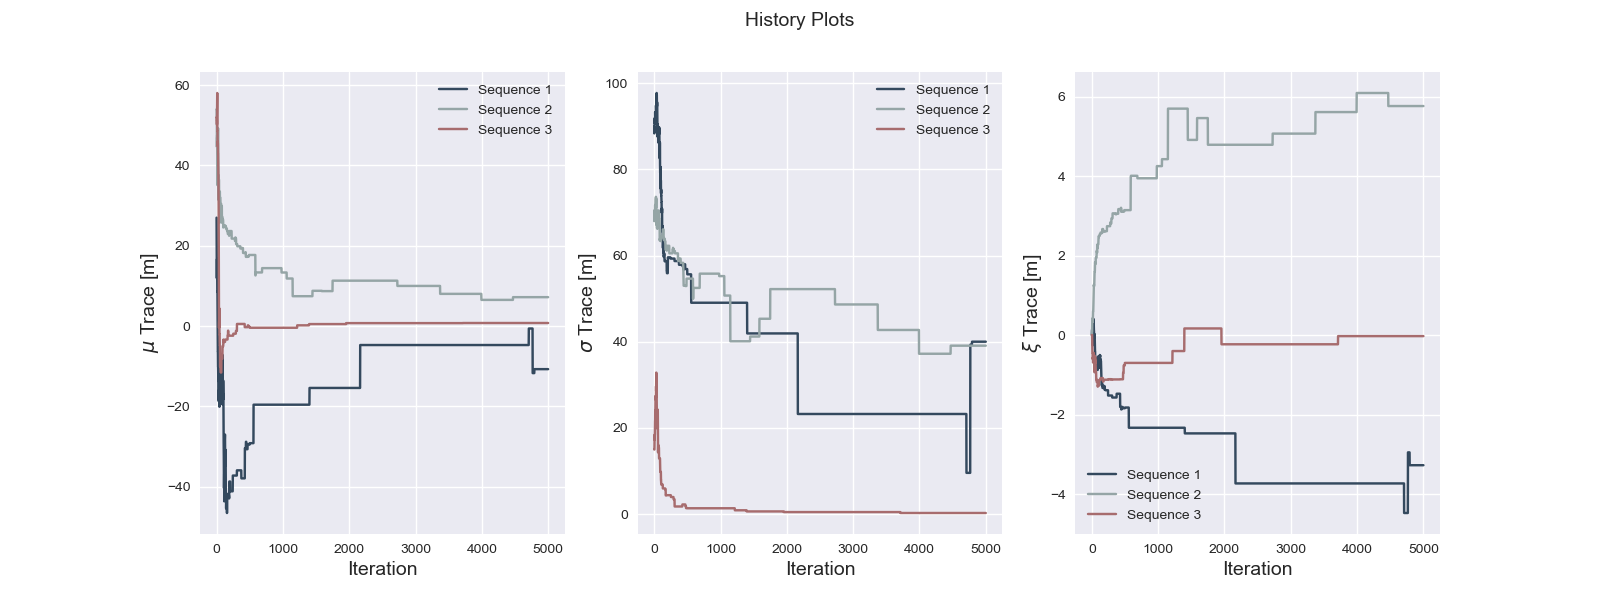 History Plots
μ Trace [m]
60
40
20
0
−20
−40
Sequence 1
Sequence 2
Sequence 3
0 1000 2000 3000 4000 5000
Iteration
σ Trace [m]
100
80
60
40
20
0
Sequence 1
Sequence 2
Sequence 3
0 1000 2000 3000 4000 5000
Iteration
ξ Trace [m]
6
4
2
0
−2
−4
Sequence 1
Sequence 2
Sequence 3
0 1000 2000 3000 4000 5000
Iteration